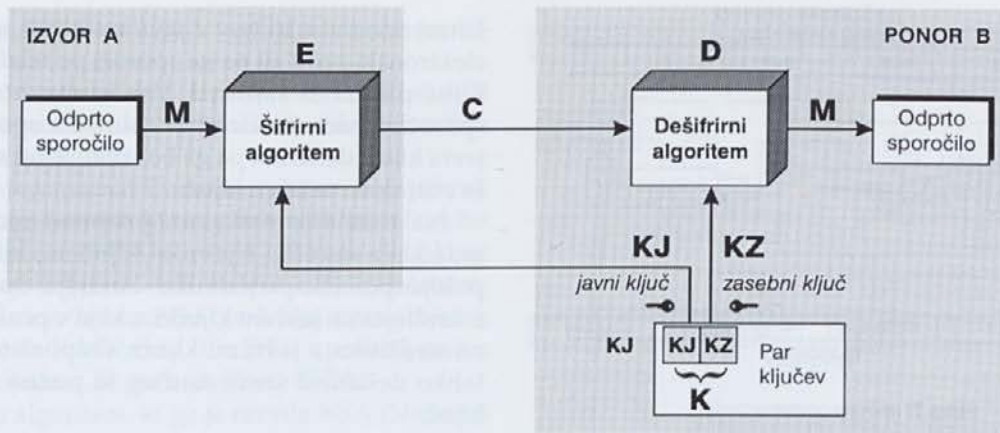 IZVOR A
PONOR B
E
D
Odprto
sporočilo
M
Šifrirni
algoritem
C
Dešifrirni
algoritem
M
Odprto
sporočilo
KJ
KZ
javni ključ
zasebni ključ
KJ
KJ
KZ
K
Par
ključev